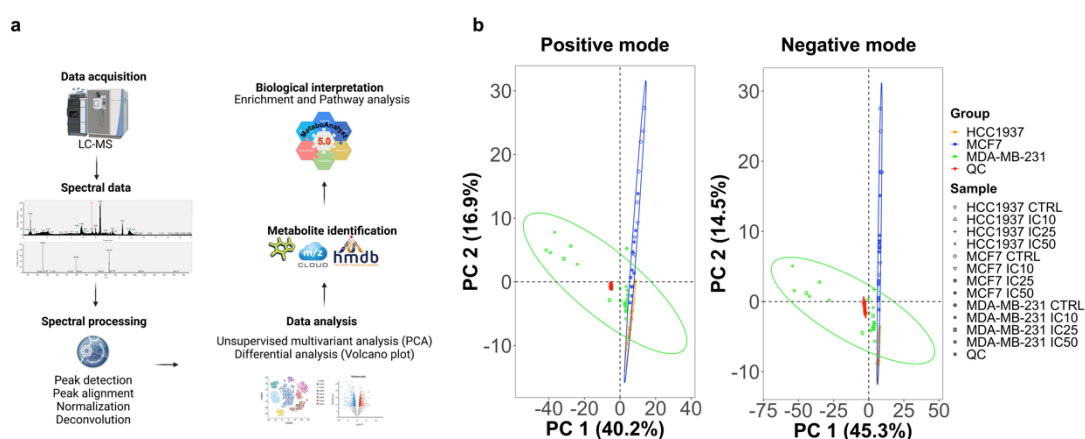 a
Data acquisition
LC-MS
Spectral data
Spectral processing
Peak detection
Peak alignment
Normalization
Deconvolution
Biological interpretation
Enrichment and Pathway analysis
MetaboAnalyst
5.0
Metabolite identification
m/z
CLOUD
hmdb
Data analysis
Unsupervised multivariant analysis (PCA)
Differential analysis (Volcano plot)
b
Positive mode
PC 2 (16.9%)
30
20
10
0
-10
-40
-20
0
20
40
PC 1 (40.2%)
Negative mode
PC 2 (14.5%)
30
20
10
0
-10
-75
-50
-25
0
25
50
PC 1 (45.3%)
Group
HCC1937
MCF7
MDA-MB-231
QC
Sample
HCC1937 CTRL
HCC1937 IC10
HCC1937 IC25
HCC1937 IC50
MCF7 CTRL
MCF7 IC10
MCF7 IC25
MCF7 IC50
MDA-MB-231 CTRL
MDA-MB-231 IC10
MDA-MB-231 IC25
MDA-MB-231 IC50
QC